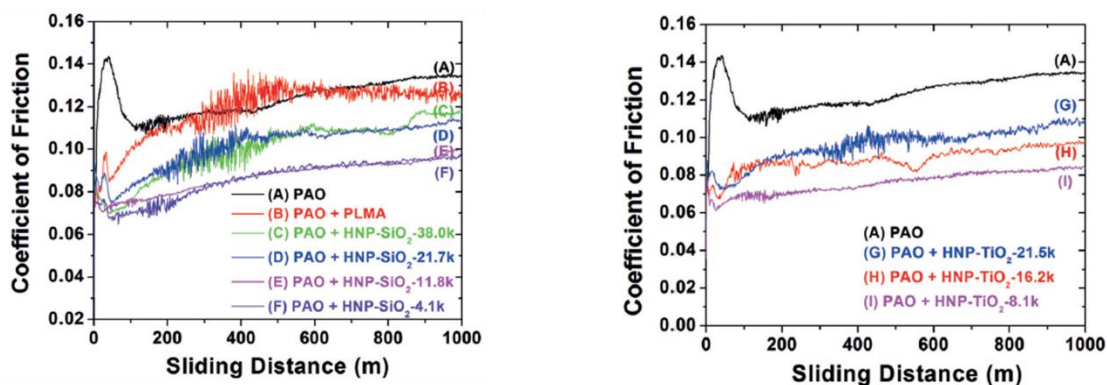 0.16
0.14
0.12
0.10
0.08
0.06
0.04
0.02
Coefficient of Friction
(A)
(B)
(C)
(D)
(E)
(F)
(A) PAO
(B) PAO + PLMA
(C) PAO + HNP-SiO₂-38.0k
(D) PAO + HNP-SiO₂-21.7k
(E) PAO + HNP-SiO₂-11.8k
(F) PAO + HNP-SiO₂-4.1k
0 200 400 600 800 1000
Sliding Distance (m)
0.16
0.14
0.12
0.10
0.08
0.06
0.04
0.02
0.00
Coefficient of Friction
(A)
(G)
(H)
(I)
(A) PAO
(G) PAO + HNP-TiO₂-21.5k
(H) PAO + HNP-TiO₂-16.2k
(I) PAO + HNP-TiO₂-8.1k
0 200 400 600 800 1000
Sliding Distance (m)